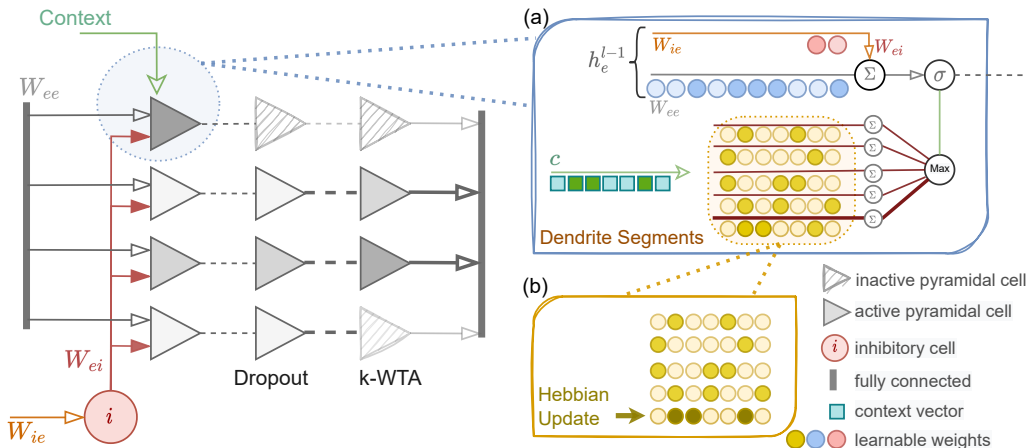 Context
W_ee
W_ei
i
W_ie
Dropout
k-WTA
(a)
W_ie
W_ei
h_e^{l-1}
Σ
σ
W_ee
c
Σ
Σ
Σ
Σ
Σ
Max
Dendrite Segments
(b)
Hebbian
Update
inactive pyramidal cell
active pyramidal cell
i
inhibitory cell
fully connected
context vector
learnable weights